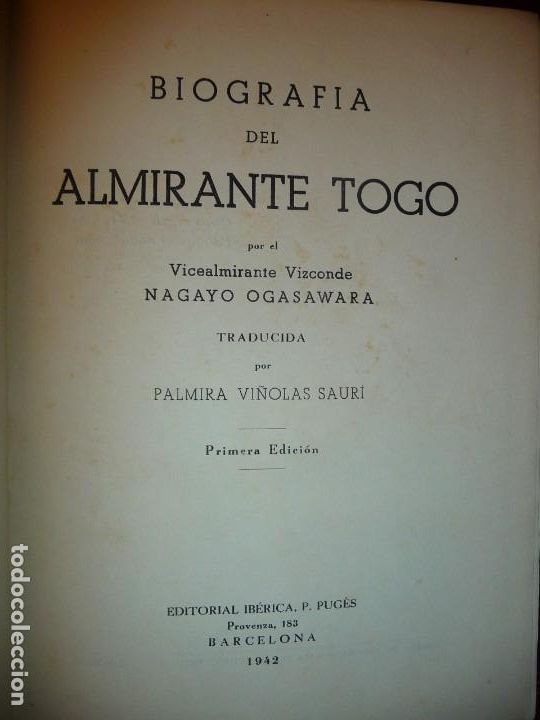 BIOGRAFIA
DEL
ALMIRANTE TOGO
por el
Vicealmirante Vizconde
NAGAYO OGASAWARA
TRADUCIDA
por
PALMIRA VIÑOLAS SAURÍ
Primera Edición
EDITORIAL IBÉRICA, P. PUGÉS
Provenza, 183
BARCELONA
1942
todocoleccion